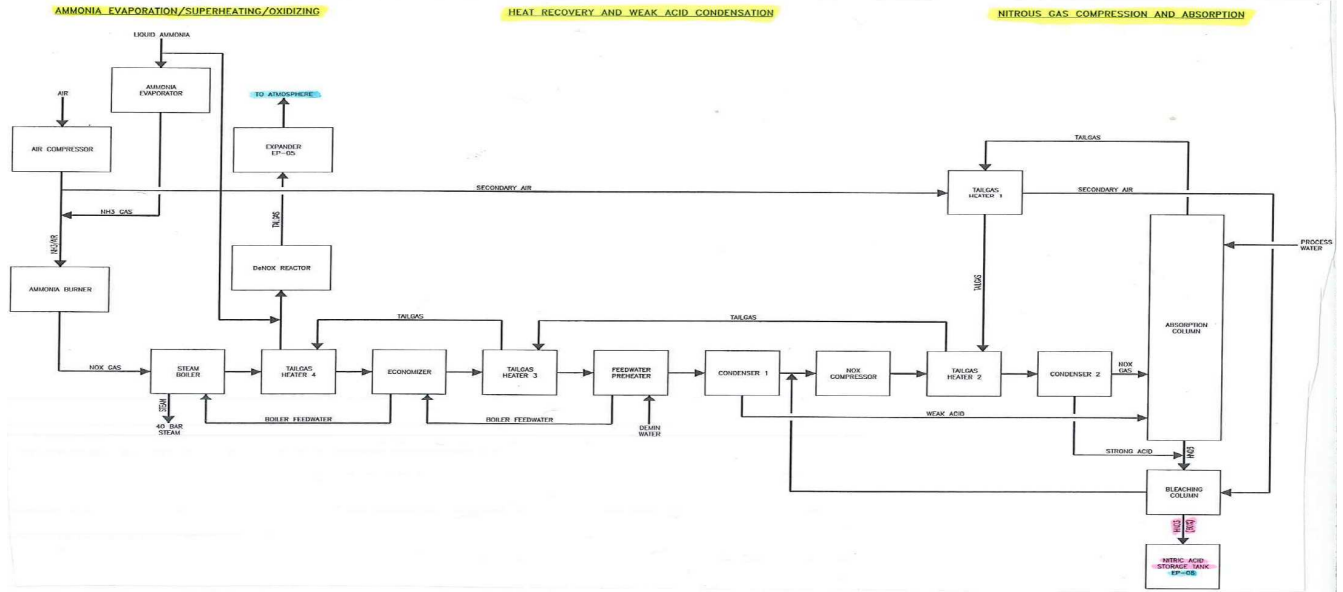 AMMONIA EVAPORATION/SUPERHEATING/OXIDIZING
HEAT RECOVERY AND WEAK ACID CONDENSATION
NITROUS GAS COMPRESSION AND ABSORPTION
LIQUID AMMONIA
AMMONIA
EVAPORATOR
AIR
TO ATMOSPHERE
AIR COMPRESSOR
EXPANDER
EP-05
TAILGAS
TAILGAS
HEATER 1
SECONDARY AIR
SECONDARY AIR
NH3 GAS
TAILGAS
NH3/AIR
PROCESS
WATER
DeNOX REACTOR
AMMONIA BURNER
TAILGAS
ABSORPTION
COLUMN
TAILGAS
TAILGAS
NOX GAS
STEAM
BOILER
TAILGAS
HEATER 4
ECONOMIZER
TAILGAS
HEATER 3
FEEDWATER
PREHEATER
CONDENSER 1
NOX
COMPRESSOR
TAILGAS
HEATER 2
CONDENSER 2
NOX
GAS
STEAM
40 BAR
STEAM
BOILER FEEDWATER
BOILER FEEDWATER
DEMIN
WATER
WEAK ACID
STRONG ACID
HNO3
BLEACHING
COLUMN
HNO3
NITRIC ACID
STORAGE TANK